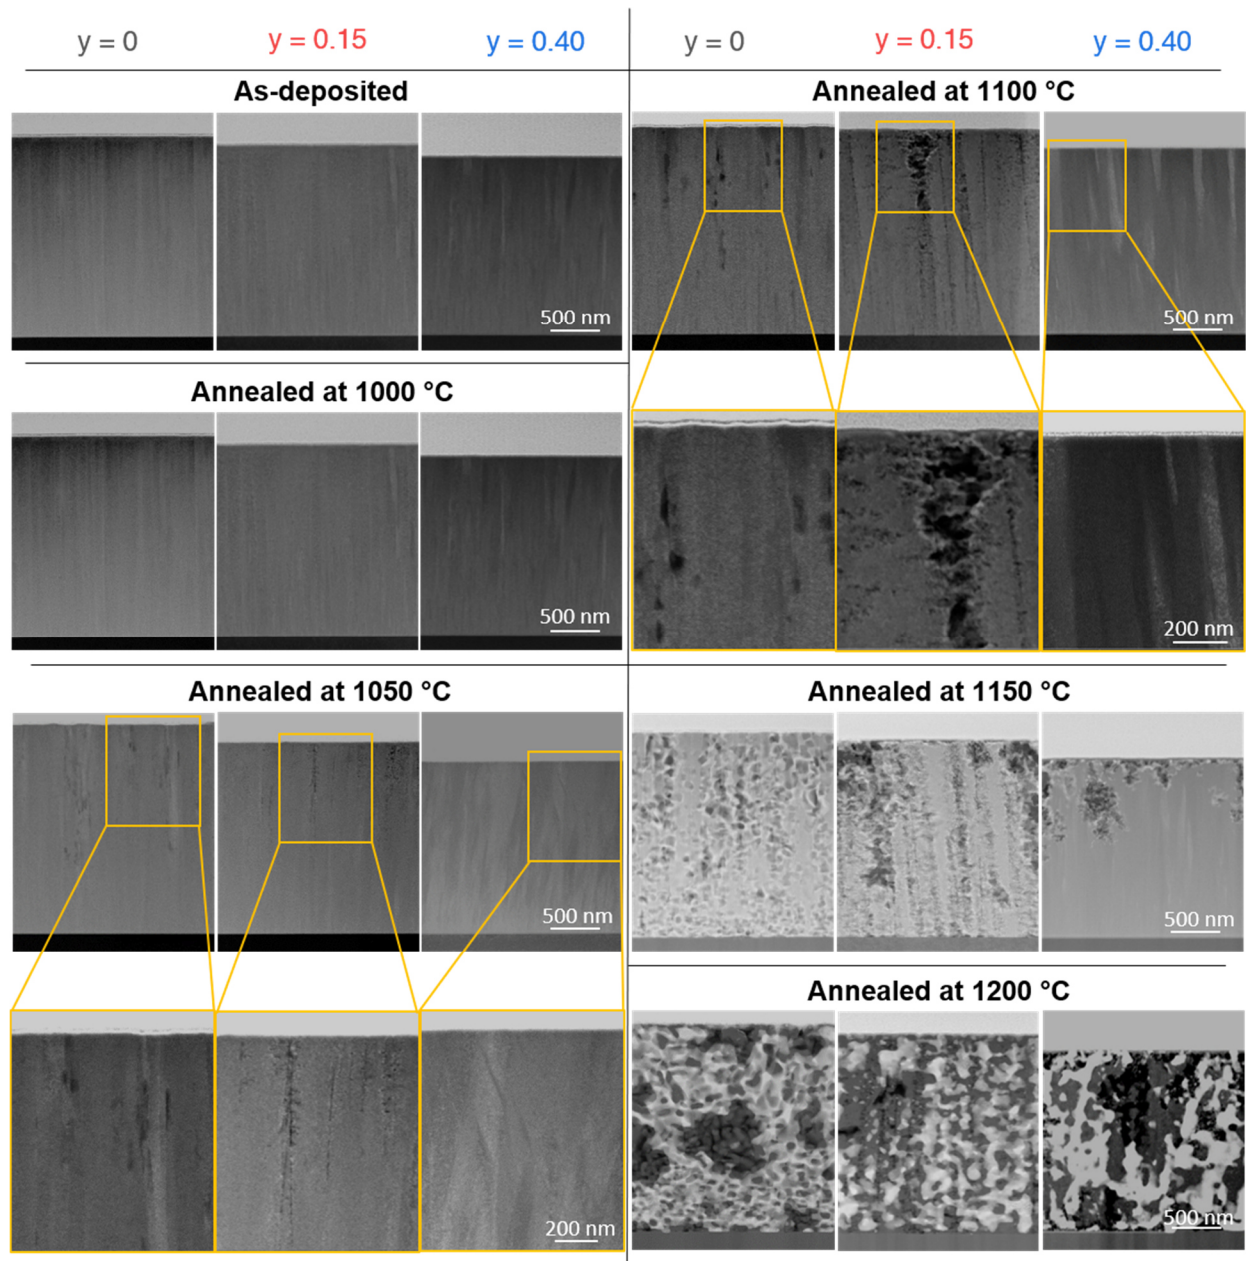 y = 0 y = 0.15 y = 0.40
As-deposited
500 nm
Annealed at 1000 °C
500 nm
Annealed at 1050 °C
500 nm
200 nm
y = 0 y = 0.15 y = 0.40
Annealed at 1100 °C
500 nm
200 nm
Annealed at 1150 °C
500 nm
Annealed at 1200 °C
500 nm